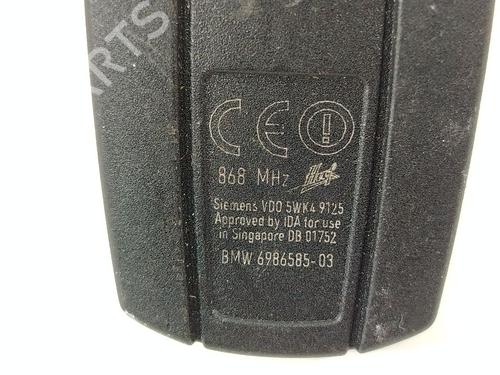 PARTS
CE
868 MHz
Siemens VDO 5WK4 9125
Approved by IDA for use
in Singapore DB 01752
BMW 6986585-03